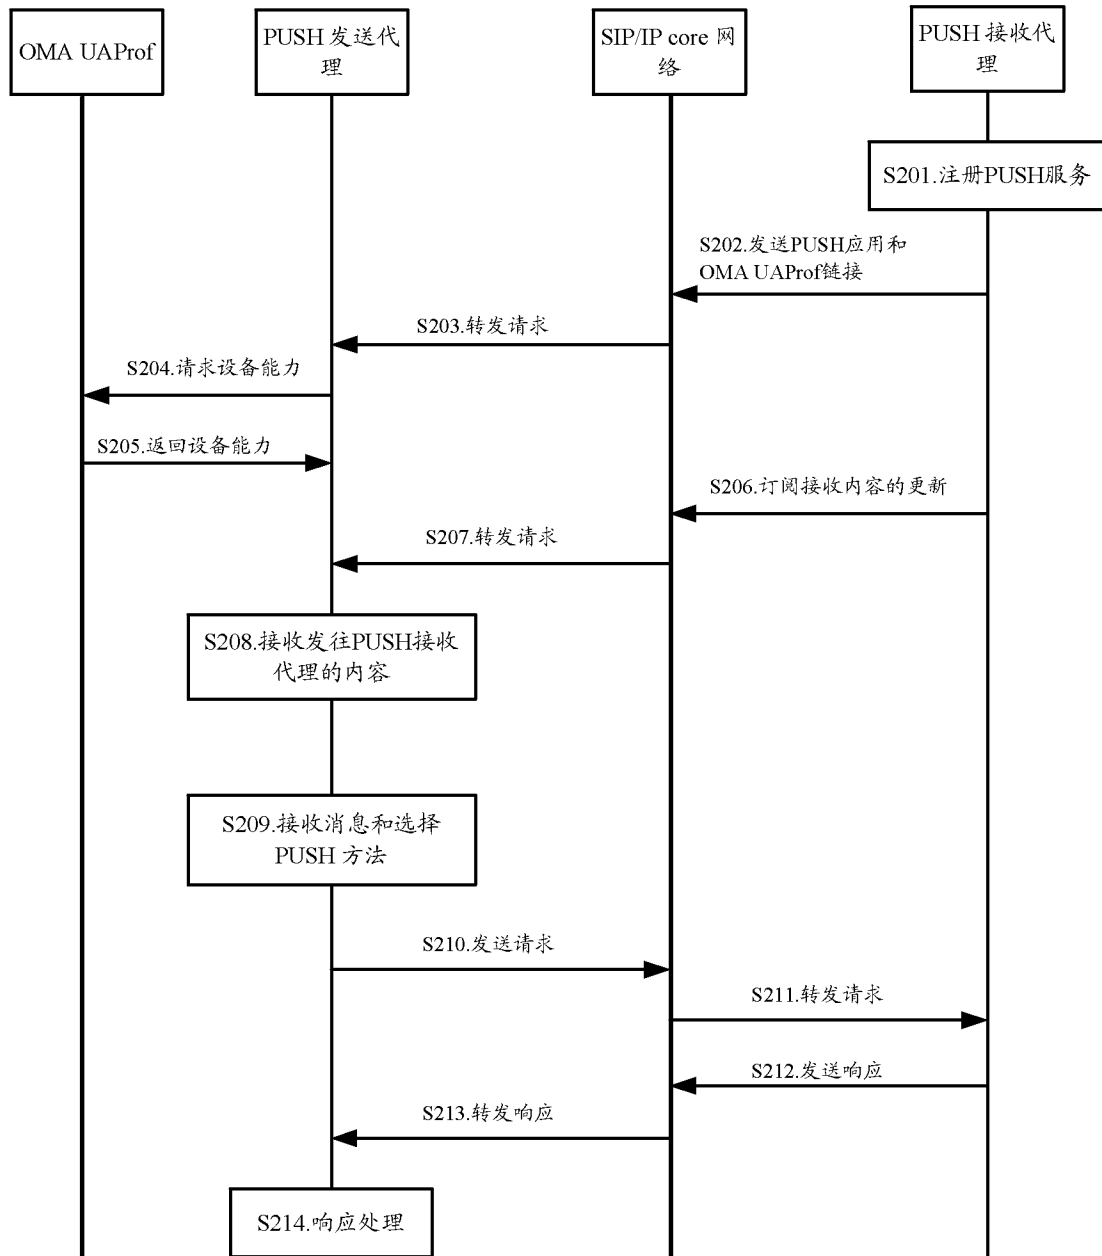 OMA UAProf
PUSH 发送代
理
SIP/IP core 网
络
PUSH 接收代
理
S201.注册PUSH服务
S202.发送PUSH应用和
OMA UAProf链接
S203.转发请求
S204.请求设备能力
S205.返回设备能力
S206.订阅接收内容的更新
S207.转发请求
S208.接收发往PUSH接收
代理的内容
S209.接收消息和选择
PUSH 方法
S210.发送请求
S211.转发请求
S212.发送响应
S213.转发响应
S214.响应处理